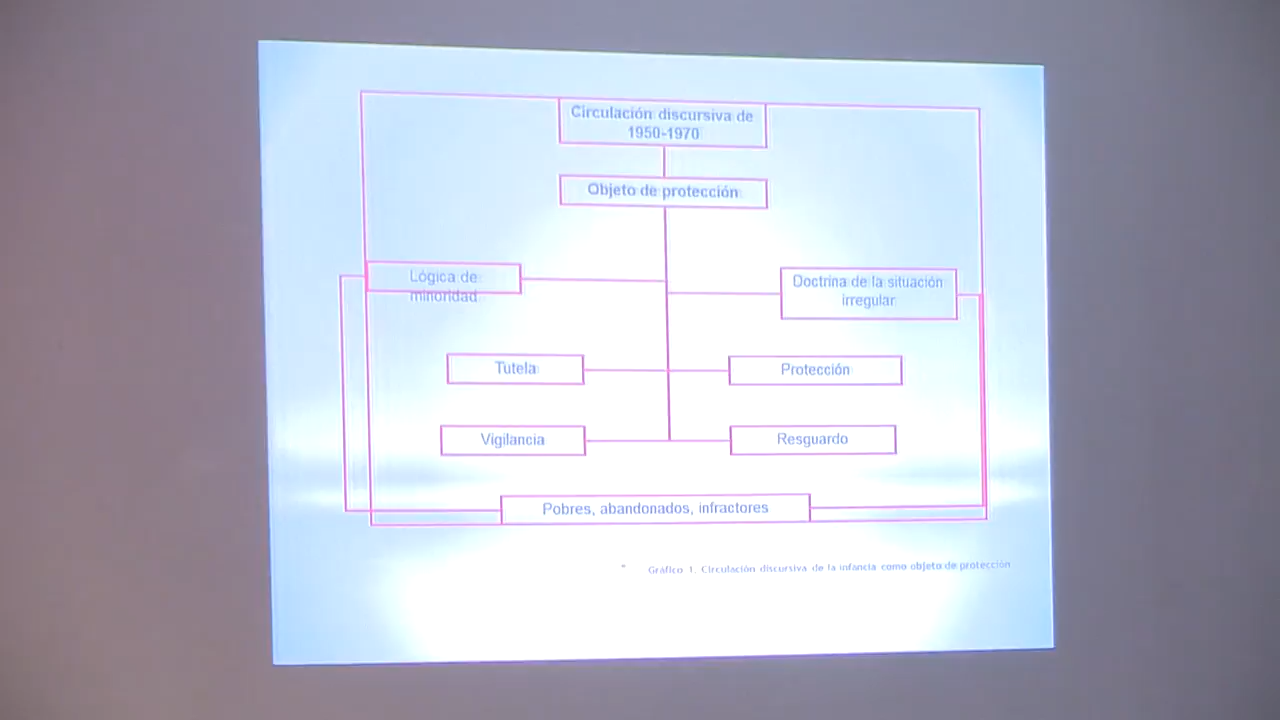 Circulación discursiva de
1950-1970
Objeto de protección
Lógica de
minoridad
Doctrina de la situación
irregular
Tutela
Protección
Vigilancia
Resguardo
Pobres, abandonados, infractores
Gráfico 1. Circulación discursiva de la infancia como objeto de protección